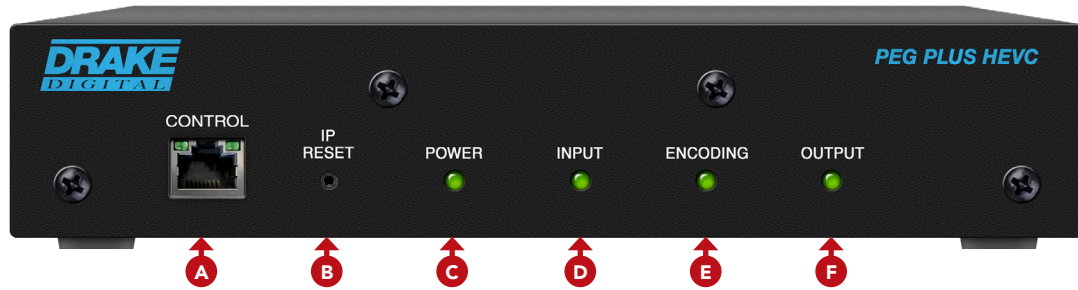 DRAKE
DIGITAL
PEG PLUS HEVC
CONTROL
IP
RESET
POWER
INPUT
ENCODING
OUTPUT
A
B
C
D
E
F